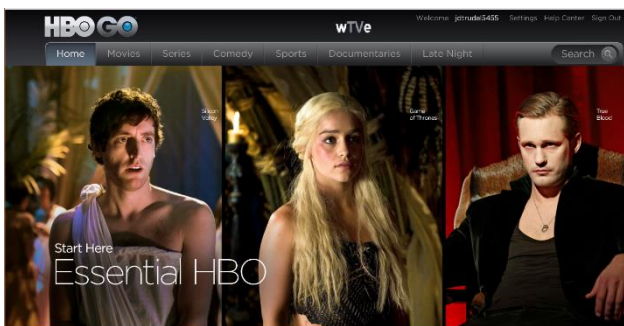 HBO GO
wTVe
Welcome jdtrudel5455 Settings Help Center Sign Out
Home Movies Series Comedy Sports Documentaries Late Night Search
Silicon
Valley
Game
of Thrones
True
Blood
Start Here
Essential HBO